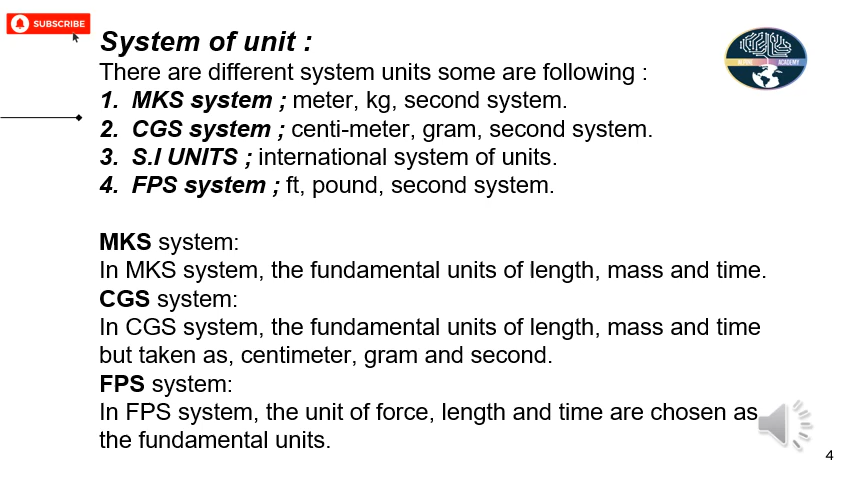 SUBSCRIBE
System of unit :
ACADEMY
There are different system units some are following :
1. MKS system ; meter, kg, second system.
2. CGS system ; centi-meter, gram, second system.
3. S.I UNITS ; international system of units.
4. FPS system ; ft, pound, second system.
MKS system:
In MKS system, the fundamental units of length, mass and time.
CGS system:
In CGS system, the fundamental units of length, mass and time
but taken as, centimeter, gram and second.
FPS system:
In FPS system, the unit of force, length and time are chosen as
the fundamental units.
4